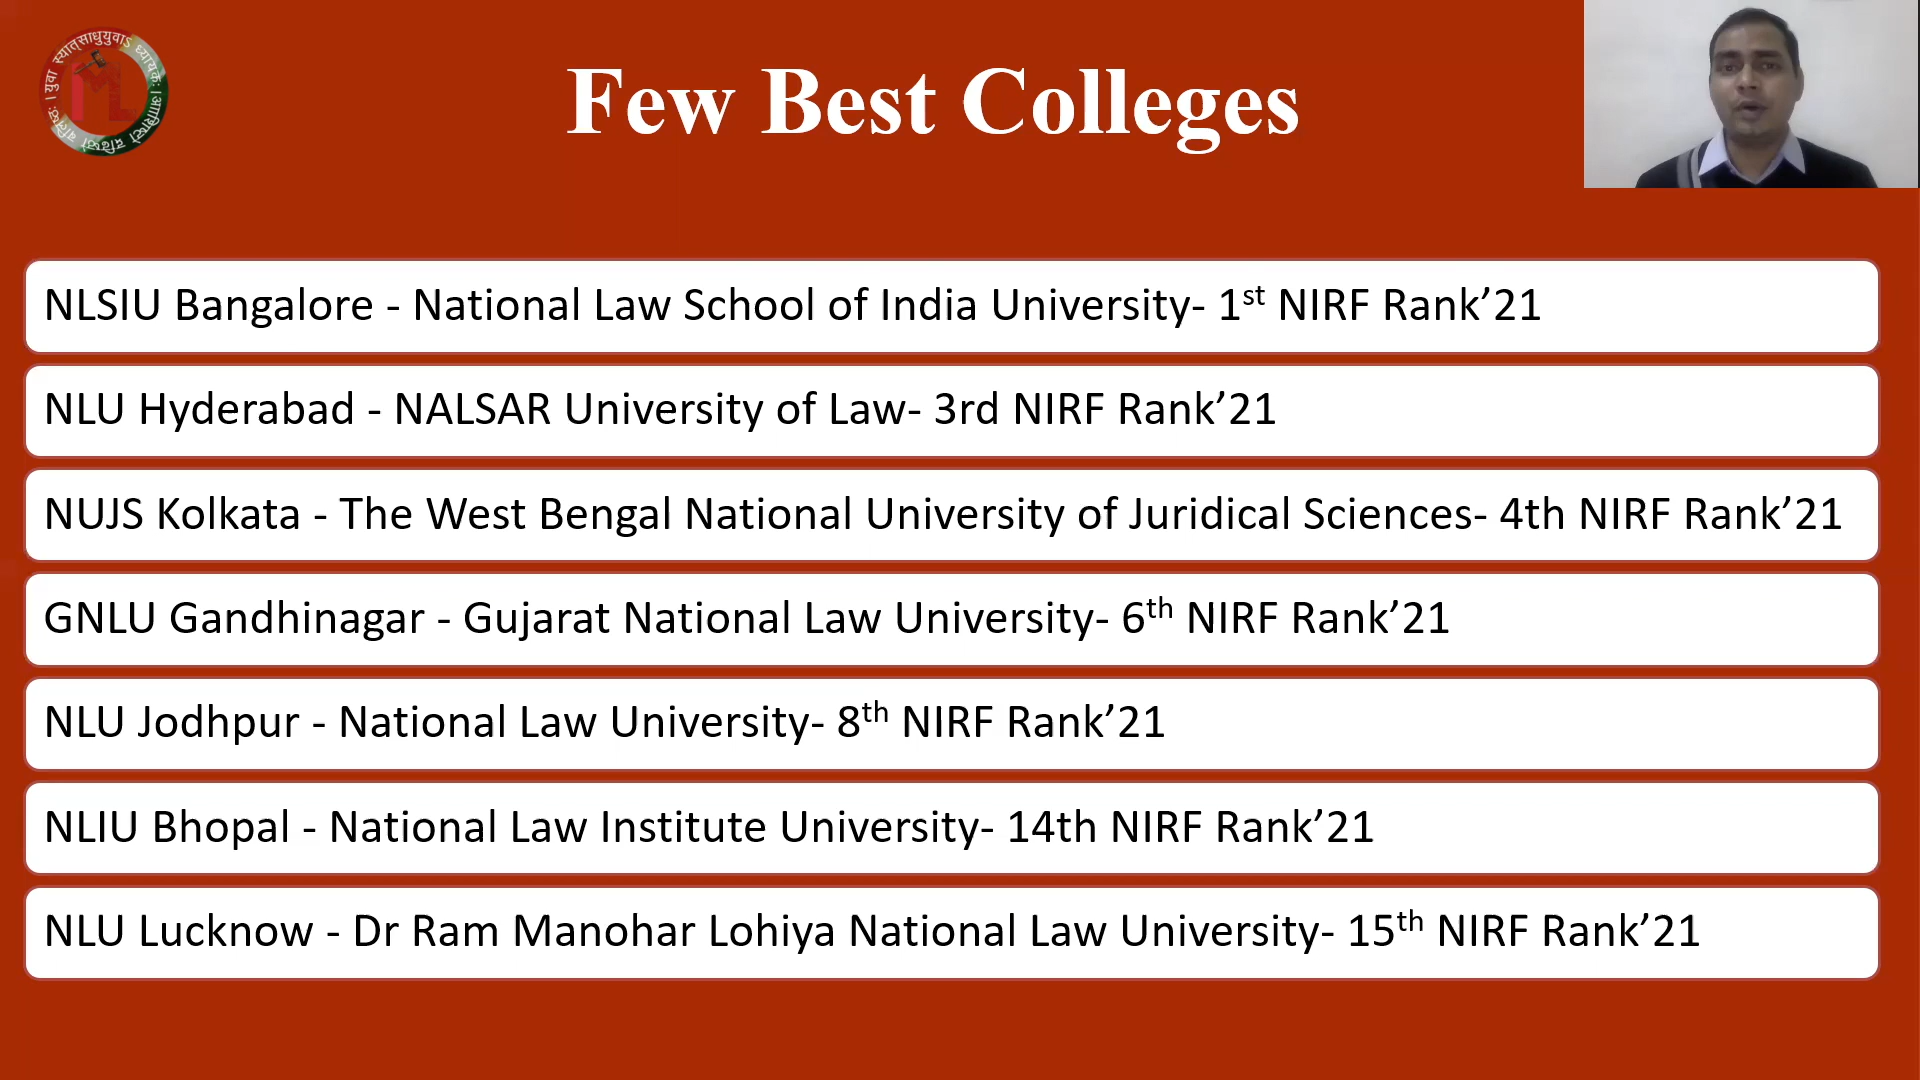 Few Best Colleges
NLSIU Bangalore - National Law School of India University- 1st NIRF Rank’21
NLU Hyderabad - NALSAR University of Law- 3rd NIRF Rank’21
NUJS Kolkata - The West Bengal National University of Juridical Sciences- 4th NIRF Rank’21
GNLU Gandhinagar - Gujarat National Law University- 6th NIRF Rank’21
NLU Jodhpur - National Law University- 8th NIRF Rank’21
NLIU Bhopal - National Law Institute University- 14th NIRF Rank’21
NLU Lucknow - Dr Ram Manohar Lohiya National Law University- 15th NIRF Rank’21